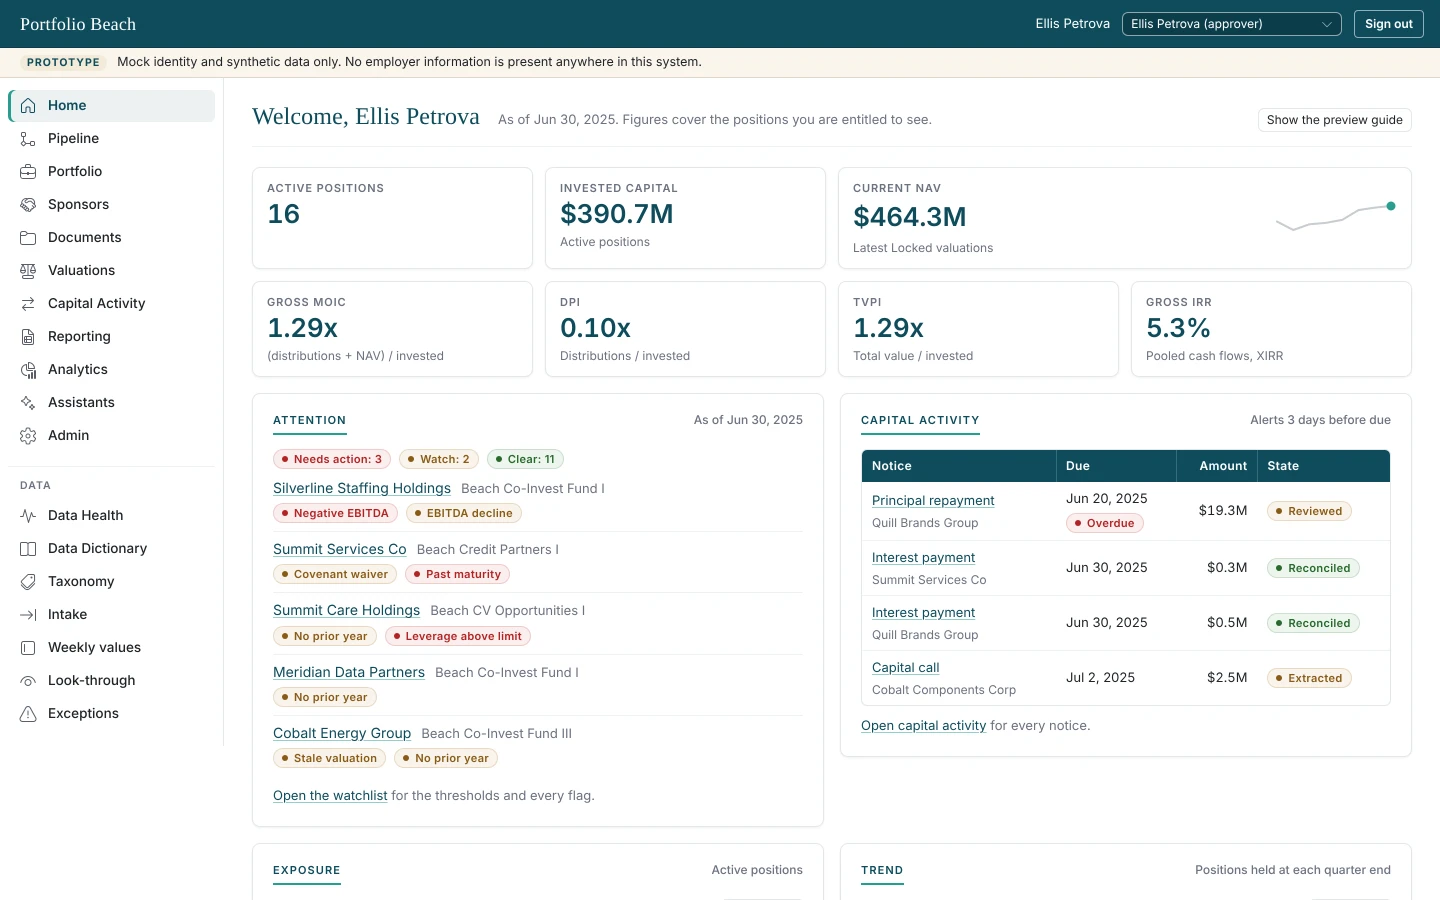 Portfolio Beach
Ellis Petrova
Ellis Petrova (approver)
Sign out
PROTOTYPE
Mock identity and synthetic data only. No employer information is present anywhere in this system.
Home
Pipeline
Portfolio
Sponsors
Documents
Valuations
Capital Activity
Reporting
Analytics
Assistants
Admin
DATA
Data Health
Data Dictionary
Taxonomy
Intake
Weekly values
Look-through
Exceptions
Welcome, Ellis Petrova
As of Jun 30, 2025. Figures cover the positions you are entitled to see.
Show the preview guide
ACTIVE POSITIONS
16
INVESTED CAPITAL
$390.7M
Active positions
CURRENT NAV
$464.3M
Latest Locked valuations
GROSS MOIC
1.29x
(distributions + NAV) / invested
DPI
0.10x
Distributions / invested
TVPI
1.29x
Total value / invested
GROSS IRR
5.3%
Pooled cash flows, XIRR
ATTENTION
As of Jun 30, 2025
Needs action: 3
Watch: 2
Clear: 11
Silverline Staffing Holdings Beach Co-Invest Fund I
Negative EBITDA
EBITDA decline
Summit Services Co Beach Credit Partners I
Covenant waiver
Past maturity
Summit Care Holdings Beach CV Opportunities I
No prior year
Leverage above limit
Meridian Data Partners Beach Co-Invest Fund I
No prior year
Cobalt Energy Group Beach Co-Invest Fund III
Stale valuation
No prior year
Open the watchlist for the thresholds and every flag.
CAPITAL ACTIVITY
Alerts 3 days before due
Notice Due Amount State
Principal repayment
Quill Brands Group
Jun 20, 2025
Overdue
$19.3M
Reviewed
Interest payment
Summit Services Co
Jun 30, 2025
$0.3M
Reconciled
Interest payment
Quill Brands Group
Jun 30, 2025
$0.5M
Reconciled
Capital call
Cobalt Components Corp
Jul 2, 2025
$2.5M
Extracted
Open capital activity for every notice.
EXPOSURE
Active positions
TREND
Positions held at each quarter end